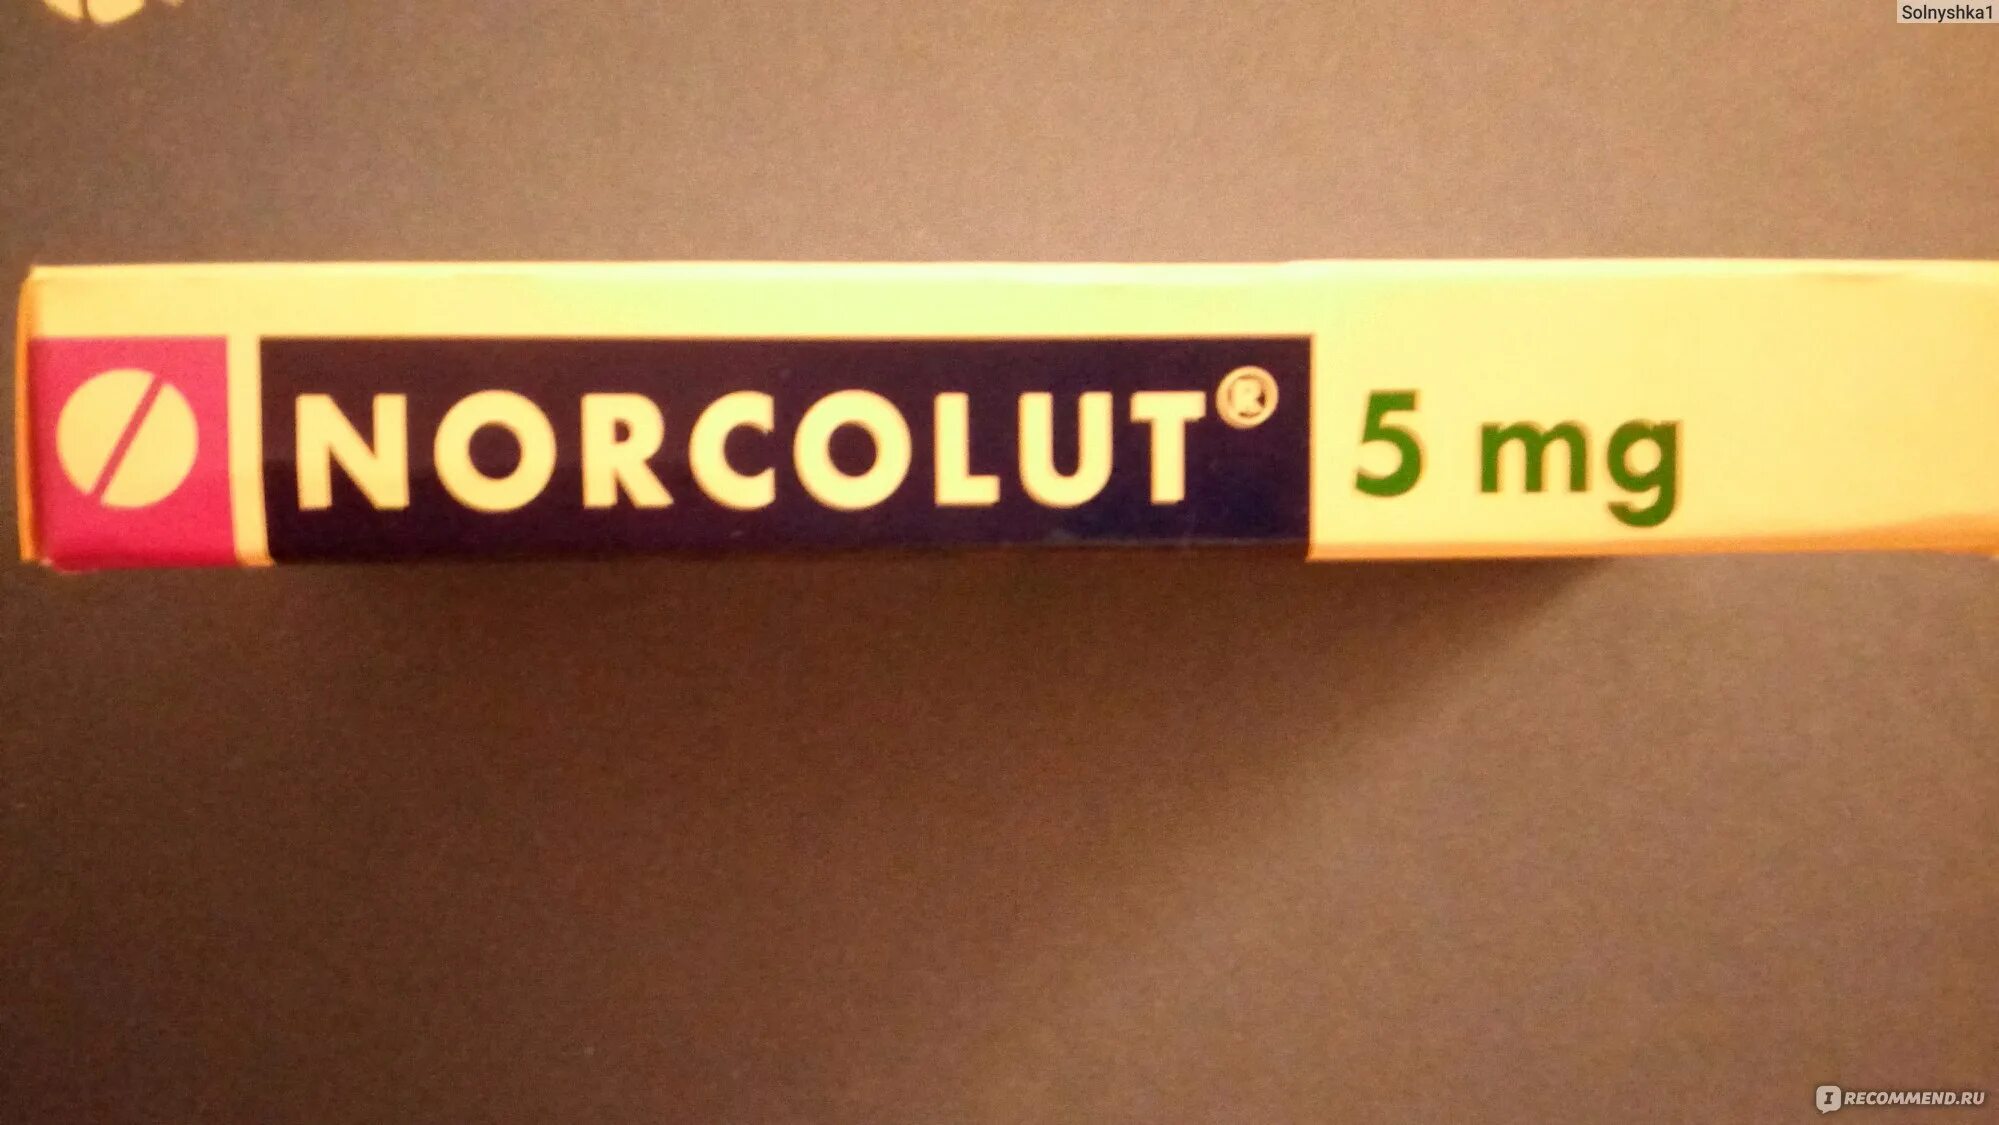 Solnyshka1
NORCOLUT® 5 mg
IRECOMMEND.RU